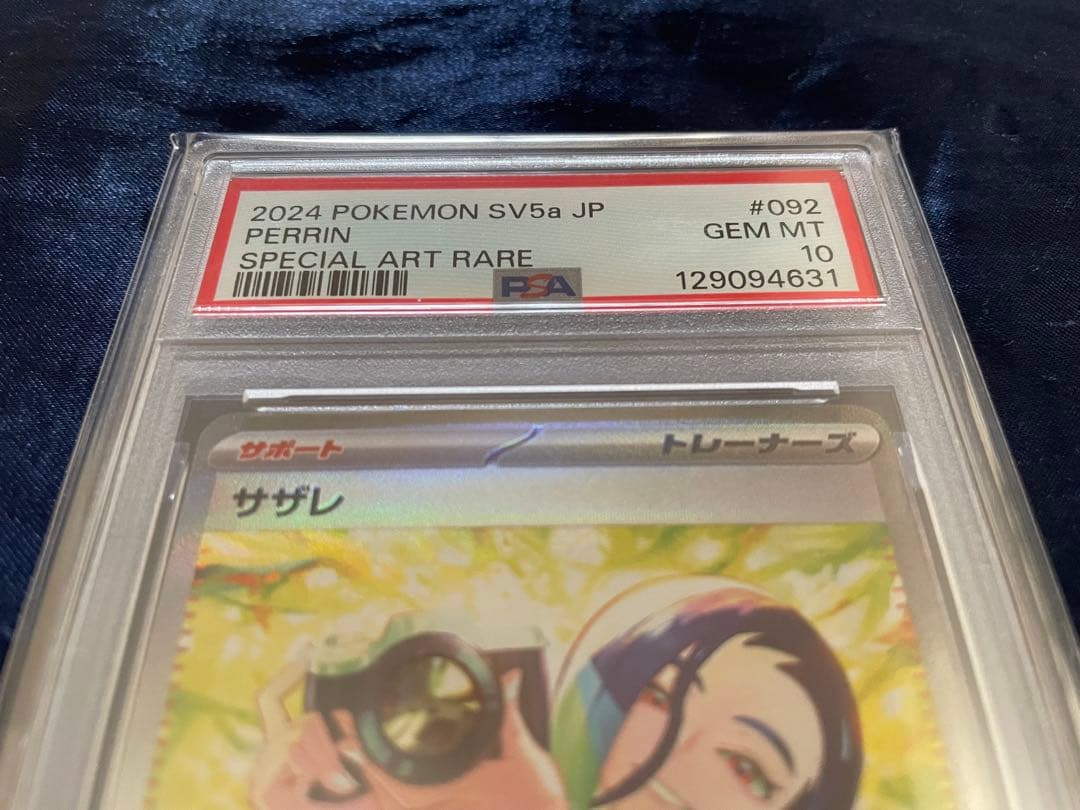 2024 POKEMON SV5a JP #092
PERRIN GEM MT
SPECIAL ART RARE 10
PSA 129094631
サポート トレーナーズ
サザレ